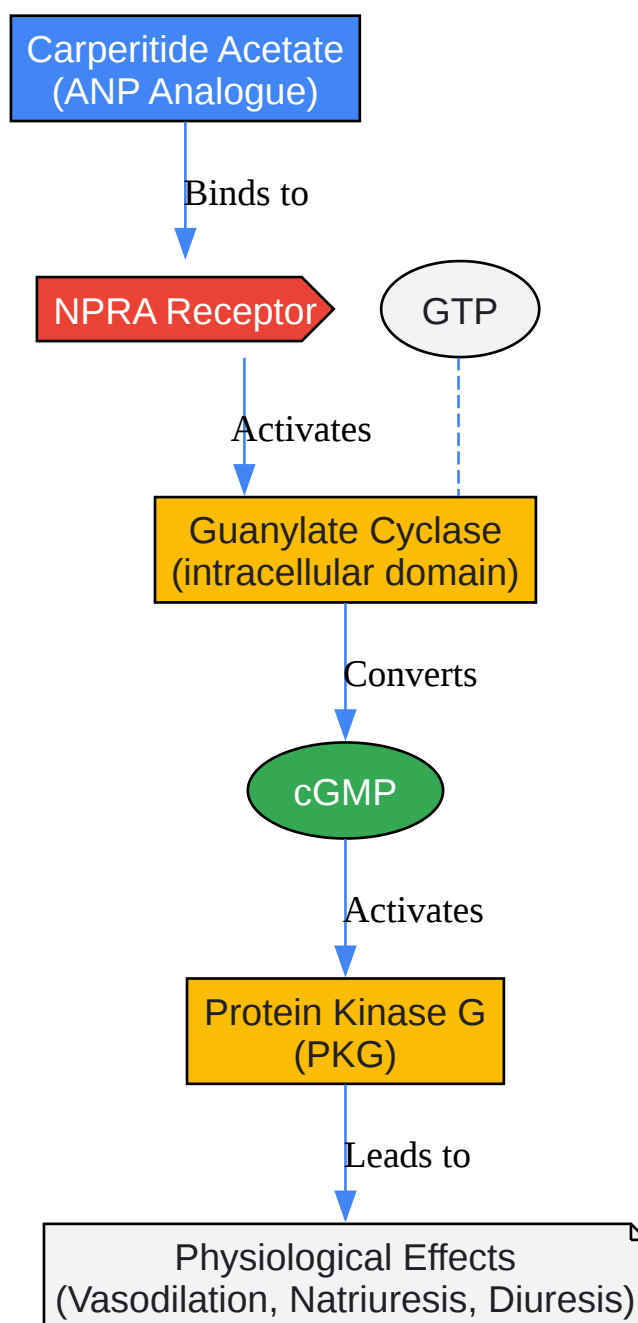 Carperitide Acetate
(ANP Analogue)
Binds to
NPRA Receptor
GTP
Activates
Guanylate Cyclase
(intracellular domain)
Converts
cGMP
Activates
Protein Kinase G
(PKG)
Leads to
Physiological Effects
(Vasodilation, Natriuresis, Diuresis)